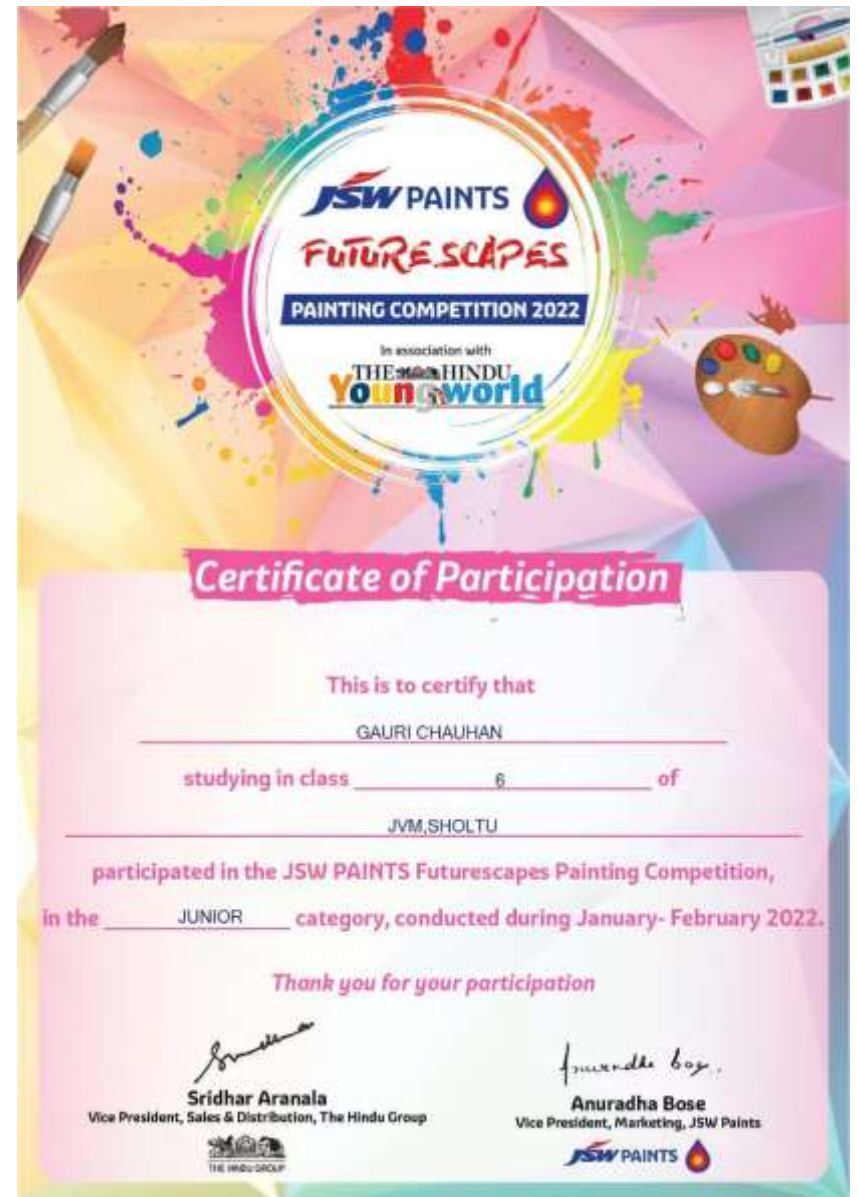 JSW PAINTS
FUTURESCAPES
PAINTING COMPETITION 2022
In association with
THE HINDU
Youngworld
Certificate of Participation
This is to certify that
GAURI CHAUHAN
studying in class 6 of
JVM,SHOLTU
participated in the JSW PAINTS Futurescapes Painting Competition,
in the JUNIOR category, conducted during January- February 2022.
Thank you for your participation
Sridhar Aranala
Vice President, Sales & Distribution, The Hindu Group
THE HINDU GROUP
Anuradha Bose.
Anuradha Bose
Vice President, Marketing, JSW Paints
JSW PAINTS